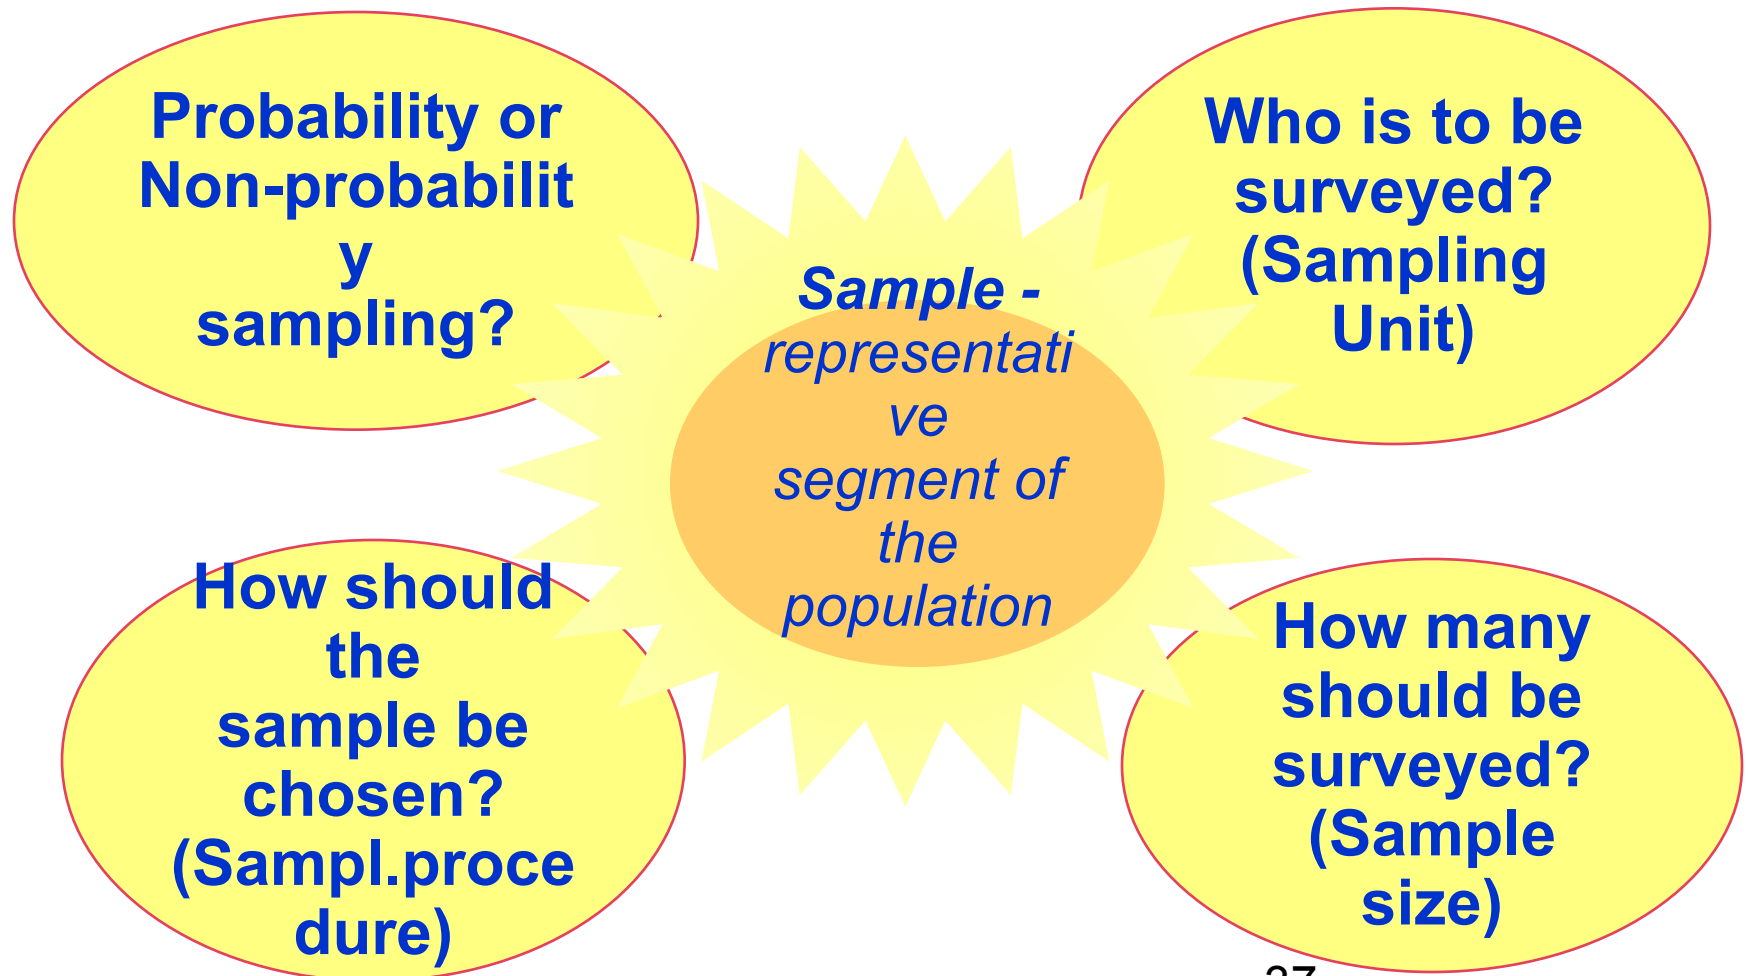 Probability or
Non-probabilit
y
sampling?
Who is to be
surveyed?
(Sampling
Unit)
Sample -
representati
ve
segment of
the
population
How should
the
sample be
chosen?
(Sampl.proce
dure)
How many
should be
surveyed?
(Sample
size)